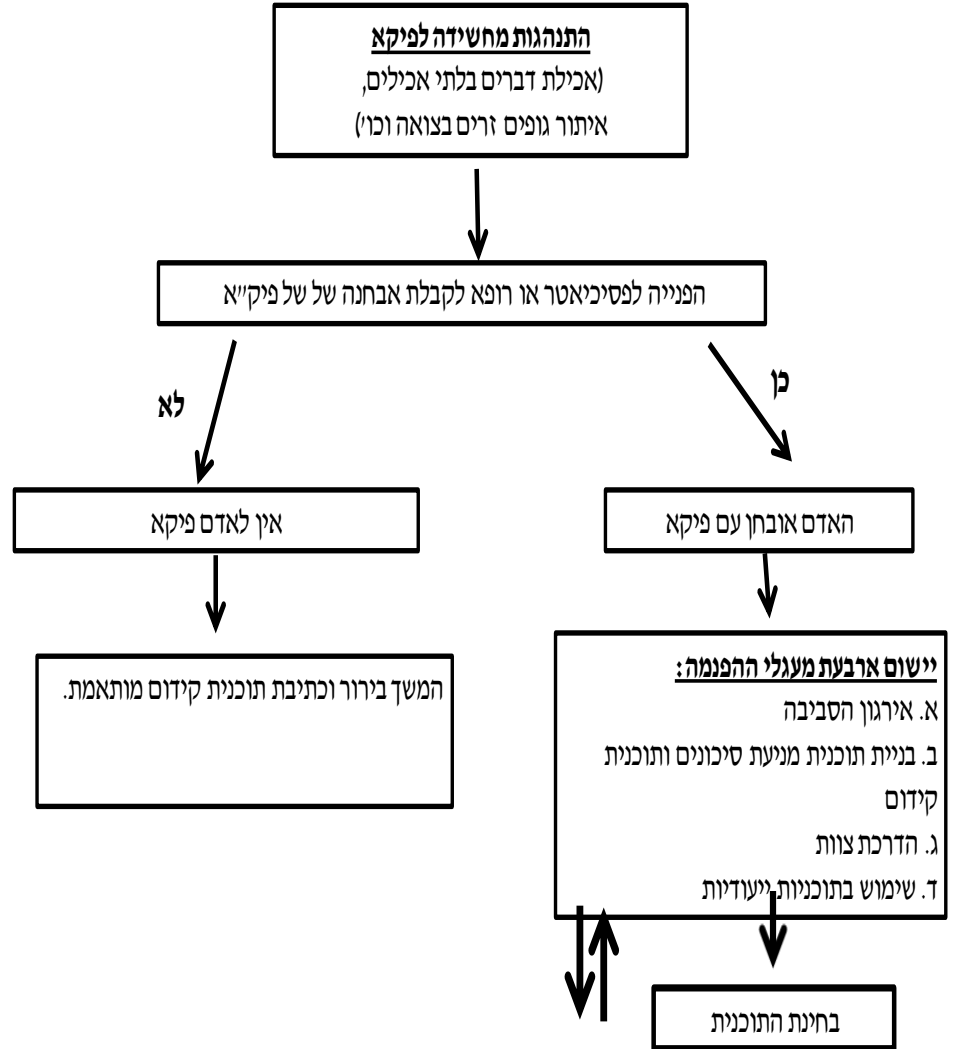 התנהגות מחשידה לפיקא
(אכילת דברים בלתי אכילים,
איתור גופים זרים בצואה וכו')
הפנייה לפסיכיאטר או רופא לקבלת אבחנה של של פיק״א
כן
לא
האדם אובחן עם פיקא
אין לאדם פיקא
יישום ארבעת מעגלי ההפנמה:
א. אירגון הסביבה
ב. בניית תוכנית מניעת סיכונים ותוכנית
קידום
ג. הדרכת צוות
ד. שימוש בתוכניות ייעודיות
המשך בירור וכתיבת תוכנית קידום מותאמת.
בחינת התוכנית